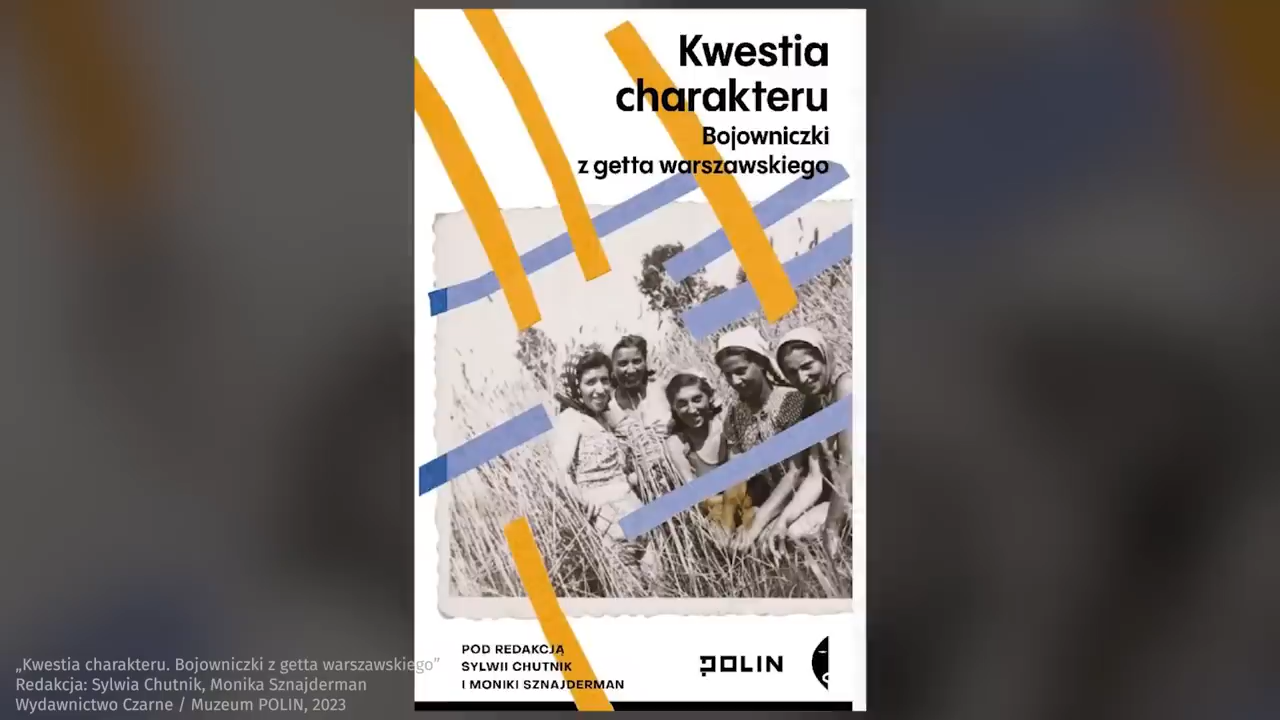 Kwestia
charakteru
Bojowniczki
z getta warszawskiego
POD REDAKCJĄ
SYLWII CHUTNIK
I MONIKI SZNAJDERMAN
POLIN
„Kwestia charakteru. Bojowniczki z getta warszawskiego”
Redakcja: Sylwia Chutnik, Monika Sznajderman
Wydawnictwo Czarne / Muzeum POLIN, 2023